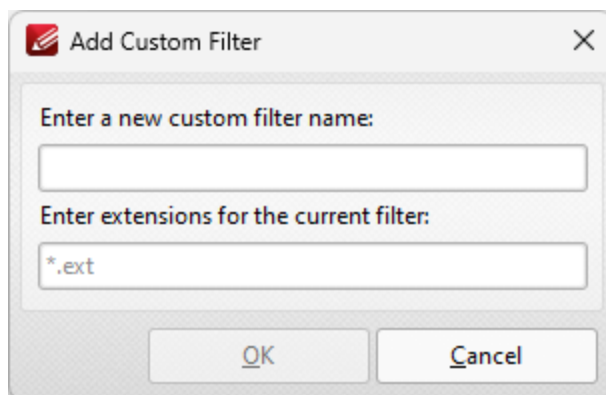 Add Custom Filter
Enter a new custom filter name:
Enter extensions for the current filter:
*.ext
OK
Cancel